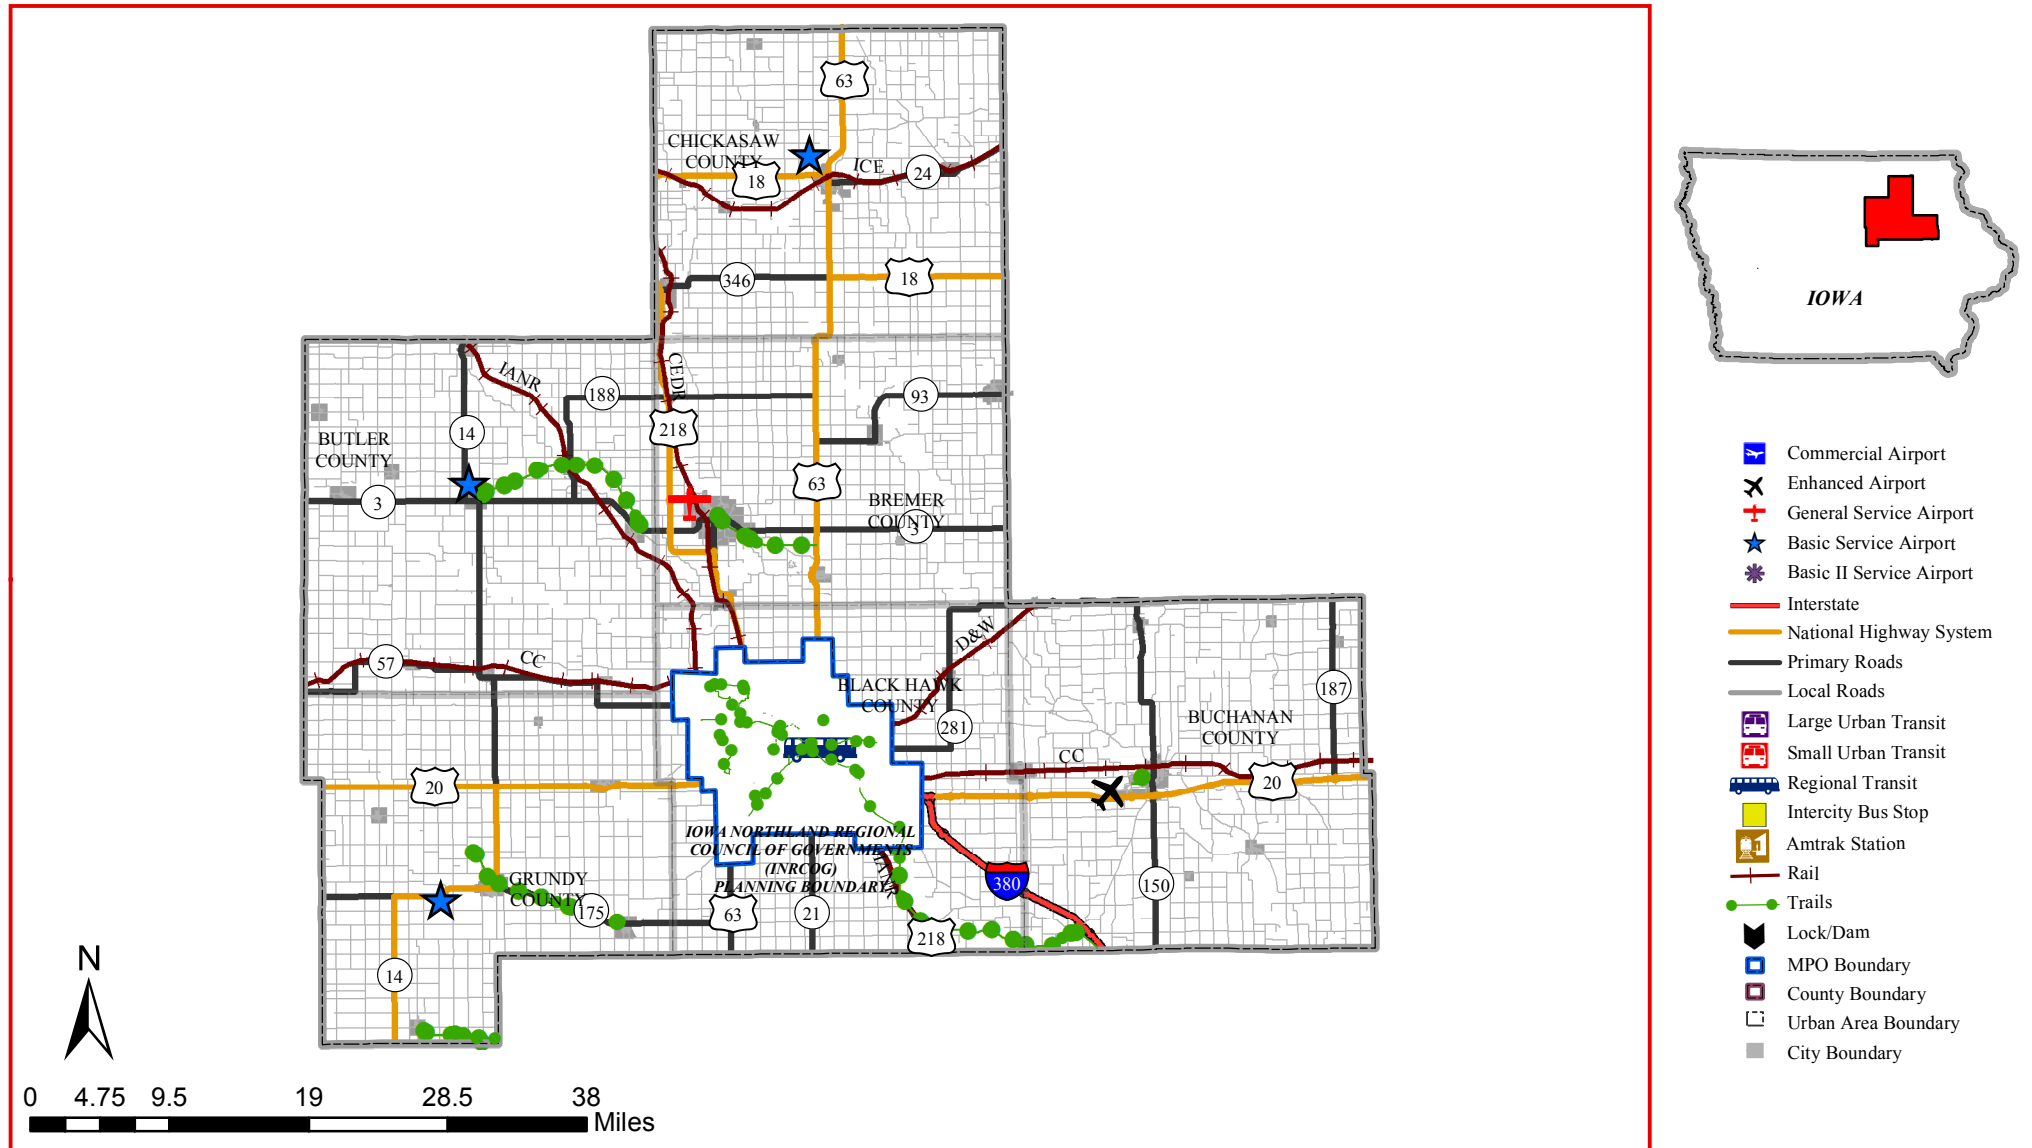 63
CHICKASAW
COUNTY
ICE
24
18
346
18
IANR
CEDR
188
93
14
218
BUTLER
COUNTY
63
3
BREMER
COUNTY
3
D&W
57
CC
BLACK HAWK
COUNTY
187
281
BUCHANAN
COUNTY
CC
20
20
IOWA NORTHLAND REGIONAL
COUNCIL OF GOVERNMENTS
(INRCOG)
PLANNING BOUNDARY
IANR
GRUNDY
COUNTY
175
380
150
63
21
218
14
N
0 4.75 9.5 19 28.5 38
Miles
IOWA
Commercial Airport
Enhanced Airport
General Service Airport
Basic Service Airport
Basic II Service Airport
Interstate
National Highway System
Primary Roads
Local Roads
Large Urban Transit
Small Urban Transit
Regional Transit
Intercity Bus Stop
Amtrak Station
Rail
Trails
Lock/Dam
MPO Boundary
County Boundary
Urban Area Boundary
City Boundary